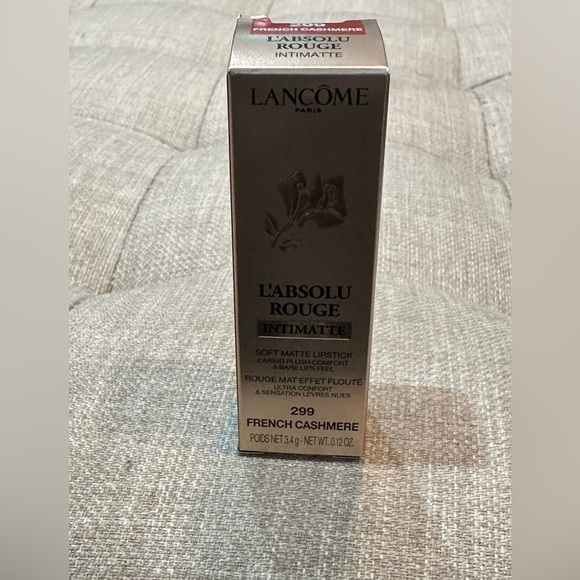 299
FRENCH CASHMERE
L'ABSOLU
ROUGE
INTIMATTE
LANCÔME
PARIS
L'ABSOLU
ROUGE
INTIMATTE
SOFT MATTE LIPSTICK
CARING PLUSH COMFORT
& BARE LIPS FEEL
ROUGE MAT EFFET FLOUTÉ
ULTRA CONFORT
& SENSATION LÈVRES NUES
299
FRENCH CASHMERE
POIDS NET 3.4 g - NET WT. 0.12 OZ.